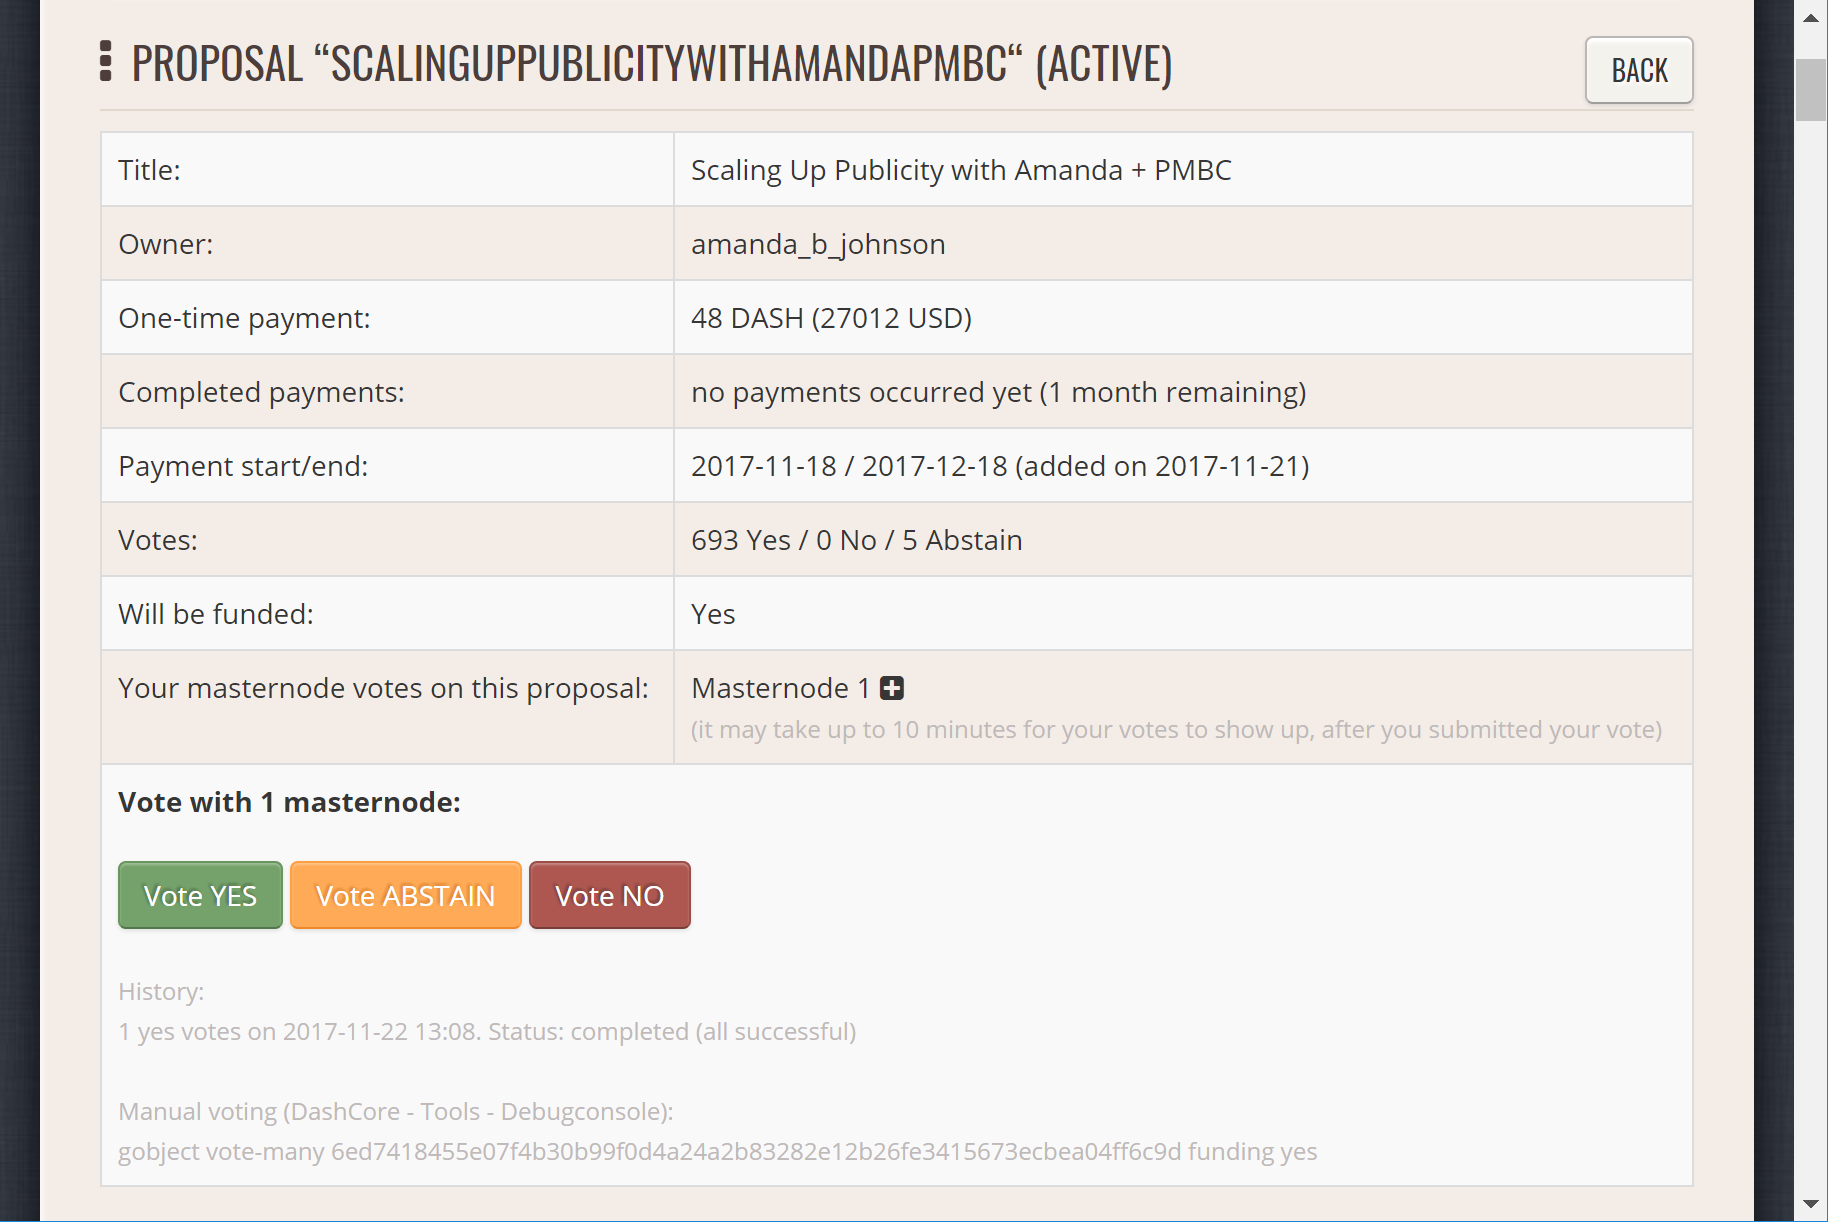 PROPOSAL “SCALINGUPPUBLICITYWITHAMANDAPMBC“ (ACTIVE)
BACK
Title: Scaling Up Publicity with Amanda + PMBC
Owner: amanda_b_johnson
One-time payment: 48 DASH (27012 USD)
Completed payments: no payments occurred yet (1 month remaining)
Payment start/end: 2017-11-18 / 2017-12-18 (added on 2017-11-21)
Votes: 693 Yes / 0 No / 5 Abstain
Will be funded: Yes
Your masternode votes on this proposal: Masternode 1
(it may take up to 10 minutes for your votes to show up, after you submitted your vote)
Vote with 1 masternode:
Vote YES Vote ABSTAIN Vote NO
History:
1 yes votes on 2017-11-22 13:08. Status: completed (all successful)
Manual voting (DashCore - Tools - Debugconsole):
gobject vote-many 6ed7418455e07f4b30b99f0d4a24a2b83282e12b26fe3415673ecbea04ff6c9d funding yes